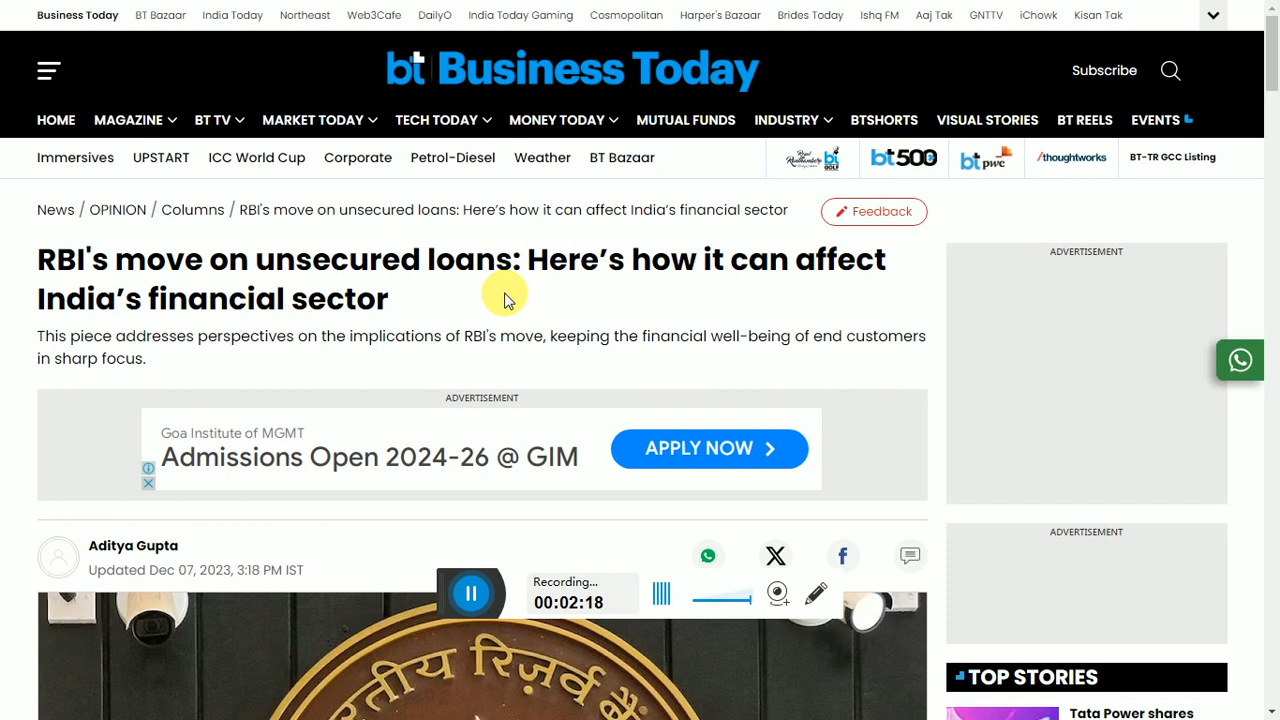 Business Today BT Bazaar India Today Northeast Web3Cafe DailyO India Today Gaming Cosmopolitan Harper's Bazaar Brides Today Ishq FM Aaj Tak GNTTV iChowk Kisan Tak
bt Business Today
Subscribe
HOME MAGAZINE BT TV MARKET TODAY TECH TODAY MONEY TODAY MUTUAL FUNDS INDUSTRY BTSHORTS VISUAL STORIES BT REELS EVENTS
Immersives UPSTART ICC World Cup Corporate Petrol-Diesel Weather BT Bazaar
bt GOLF bt500 bt pwc /thoughtworks BT-TR GCC Listing
News / OPINION / Columns / RBI's move on unsecured loans: Here’s how it can affect India’s financial sector
Feedback
RBI's move on unsecured loans: Here’s how it can affect
India’s financial sector
This piece addresses perspectives on the implications of RBI's move, keeping the financial well-being of end customers
in sharp focus.
ADVERTISEMENT
Goa Institute of MGMT
Admissions Open 2024-26 @ GIM
APPLY NOW
Aditya Gupta
Updated Dec 07, 2023, 3:18 PM IST
Recording...
00:02:18
ADVERTISEMENT
ADVERTISEMENT
TOP STORIES
Tata Power shares